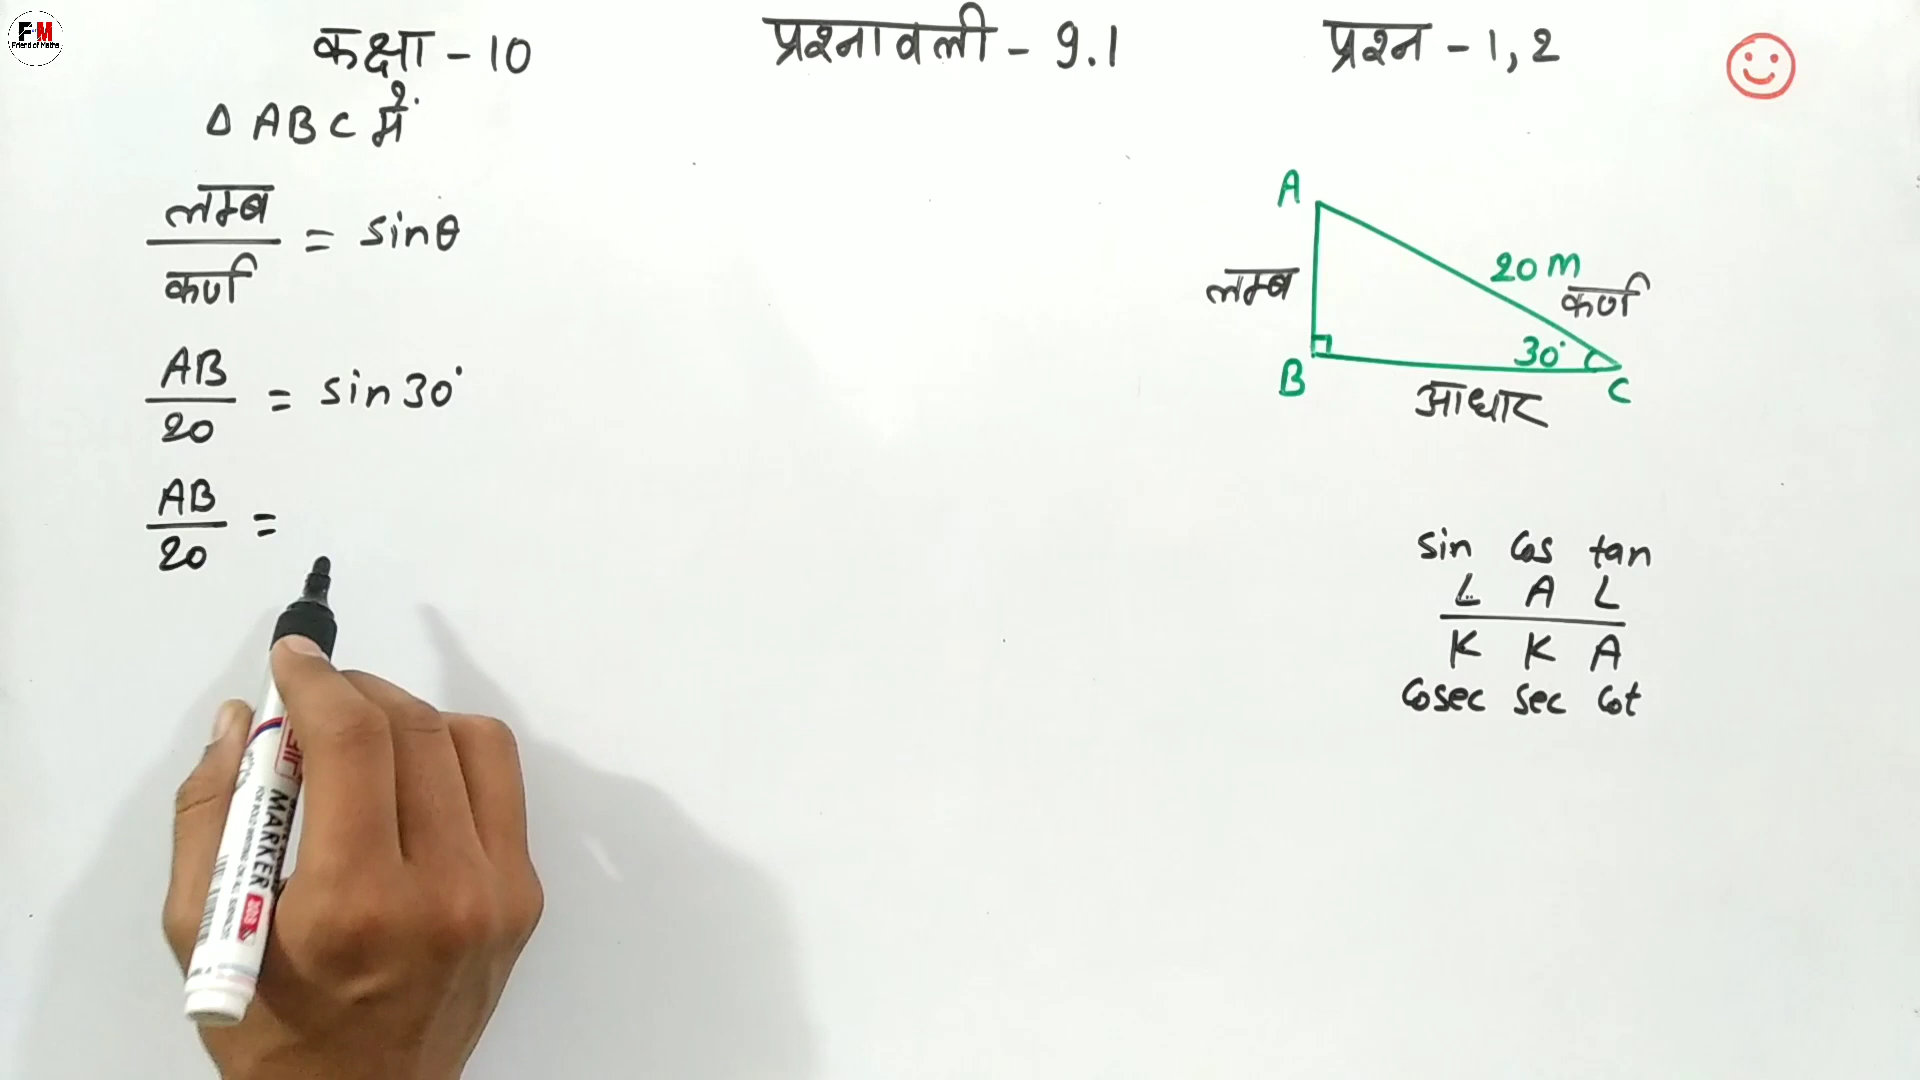 FM
Friend of Maths
कक्षा - 10 प्रश्नावली - 9.1 प्रश्न - 1, 2
Δ ABC में
लम्ब/कर्ण = sinθ
AB/20 = sin 30°
AB/20 =
A
20 m
लम्ब
कर्ण
30°
B
C
आधार
sin cos tan
L A L
K K A
cosec sec cot
MARKER